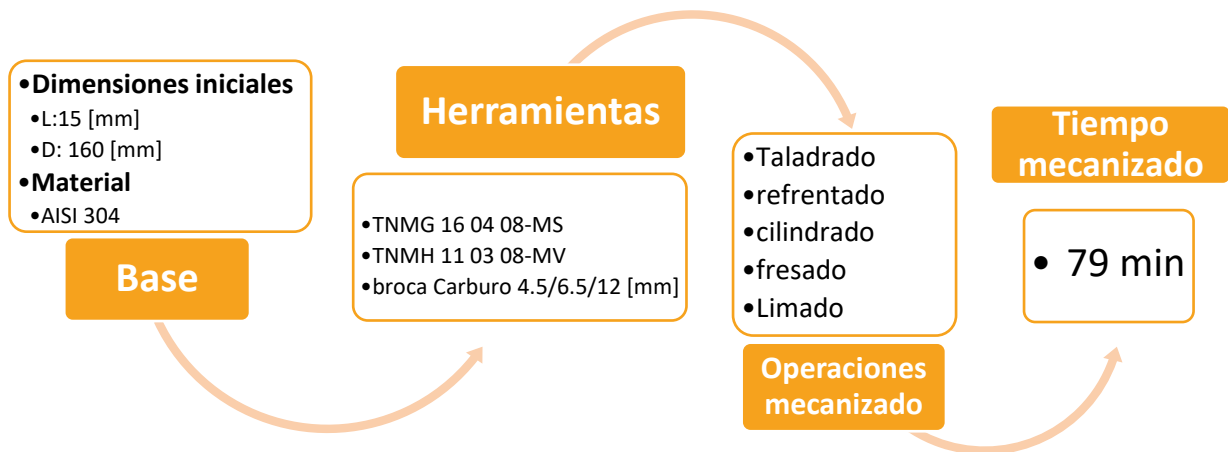 •Dimensiones iniciales
•L:15 [mm]
•D: 160 [mm]
•Material
•AISI 304
Base
Herramientas
•TNMG 16 04 08-MS
•TNMH 11 03 08-MV
•broca Carburo 4.5/6.5/12 [mm]
•Taladrado
•refrentado
•cilindrado
•fresado
•Limado
Operaciones
mecanizado
Tiempo
mecanizado
• 79 min